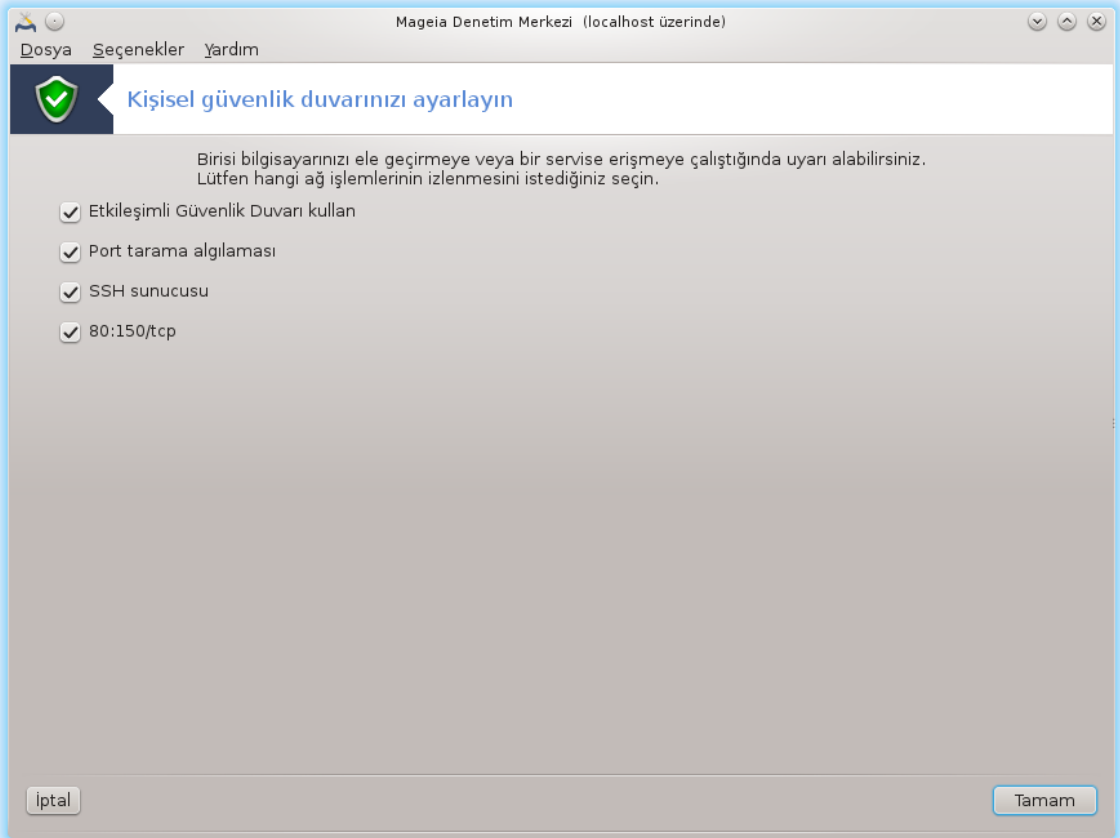 Mageia Denetim Merkezi (localhost üzerinde)
Dosya Seçenekler Yardım
Kişisel güvenlik duvarınızı ayarlayın
Birisi bilgisayarınızı ele geçirmeye veya bir servise erişmeye çalıştığında uyarı alabilirsiniz.
Lütfen hangi ağ işlemlerinin izlenmesini istediğiniz seçin.
Etkileşimli Güvenlik Duvarı kullan
Port tarama algılaması
SSH sunucusu
80:150/tcp
İptal Tamam